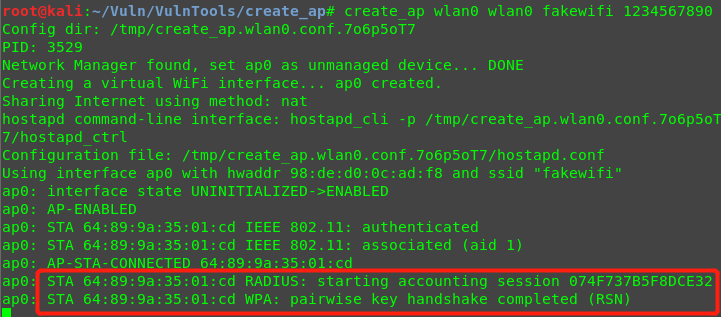 root@kali:~/Vuln/VulnTools/create_ap# create_ap wlan0 wlan0 fakewifi 1234567890
Config dir: /tmp/create_ap.wlan0.conf.7o6p5oT7
PID: 3529
Network Manager found, set ap0 as unmanaged device... DONE
Creating a virtual WiFi interface... ap0 created.
Sharing Internet using method: nat
hostapd command-line interface: hostapd_cli -p /tmp/create_ap.wlan0.conf.7o6p5oT
7/hostapd_ctrl
Configuration file: /tmp/create_ap.wlan0.conf.7o6p5oT7/hostapd.conf
Using interface ap0 with hwaddr 98:de:d0:0c:ad:f8 and ssid "fakewifi"
ap0: interface state UNINITIALIZED->ENABLED
ap0: AP-ENABLED
ap0: STA 64:89:9a:35:01:cd IEEE 802.11: authenticated
ap0: STA 64:89:9a:35:01:cd IEEE 802.11: associated (aid 1)
ap0: AP-STA-CONNECTED 64:89:9a:35:01:cd
ap0: STA 64:89:9a:35:01:cd RADIUS: starting accounting session 074F737B5F8DCE32
ap0: STA 64:89:9a:35:01:cd WPA: pairwise key handshake completed (RSN)